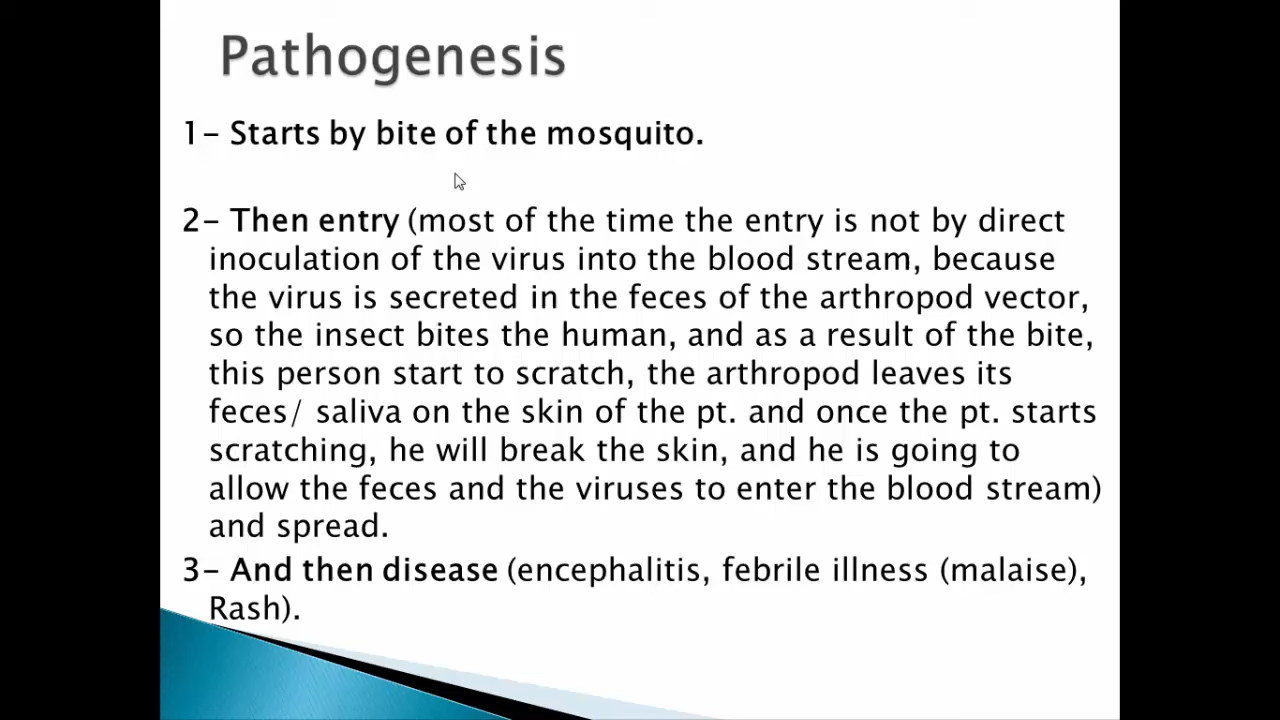 Pathogenesis
1- Starts by bite of the mosquito.
2- Then entry (most of the time the entry is not by direct
inoculation of the virus into the blood stream, because
the virus is secreted in the feces of the arthropod vector,
so the insect bites the human, and as a result of the bite,
this person start to scratch, the arthropod leaves its
feces/ saliva on the skin of the pt. and once the pt. starts
scratching, he will break the skin, and he is going to
allow the feces and the viruses to enter the blood stream)
and spread.
3- And then disease (encephalitis, febrile illness (malaise),
Rash).